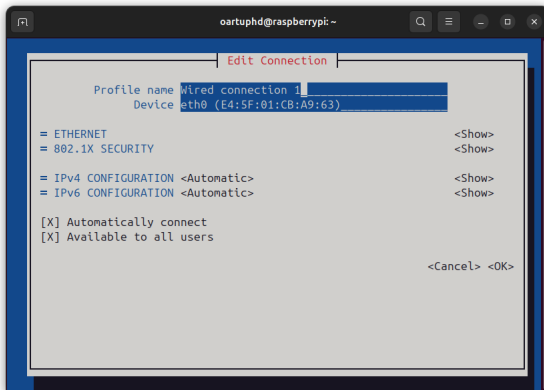 oartuphd@raspberrypi: ~
Edit Connection
Profile name Wired connection 1
Device eth0 (E4:5F:01:CB:A9:63)
= ETHERNET <Show>
= 802.1X SECURITY <Show>
= IPv4 CONFIGURATION <Automatic> <Show>
= IPv6 CONFIGURATION <Automatic> <Show>
[X] Automatically connect
[X] Available to all users
<Cancel> <OK>